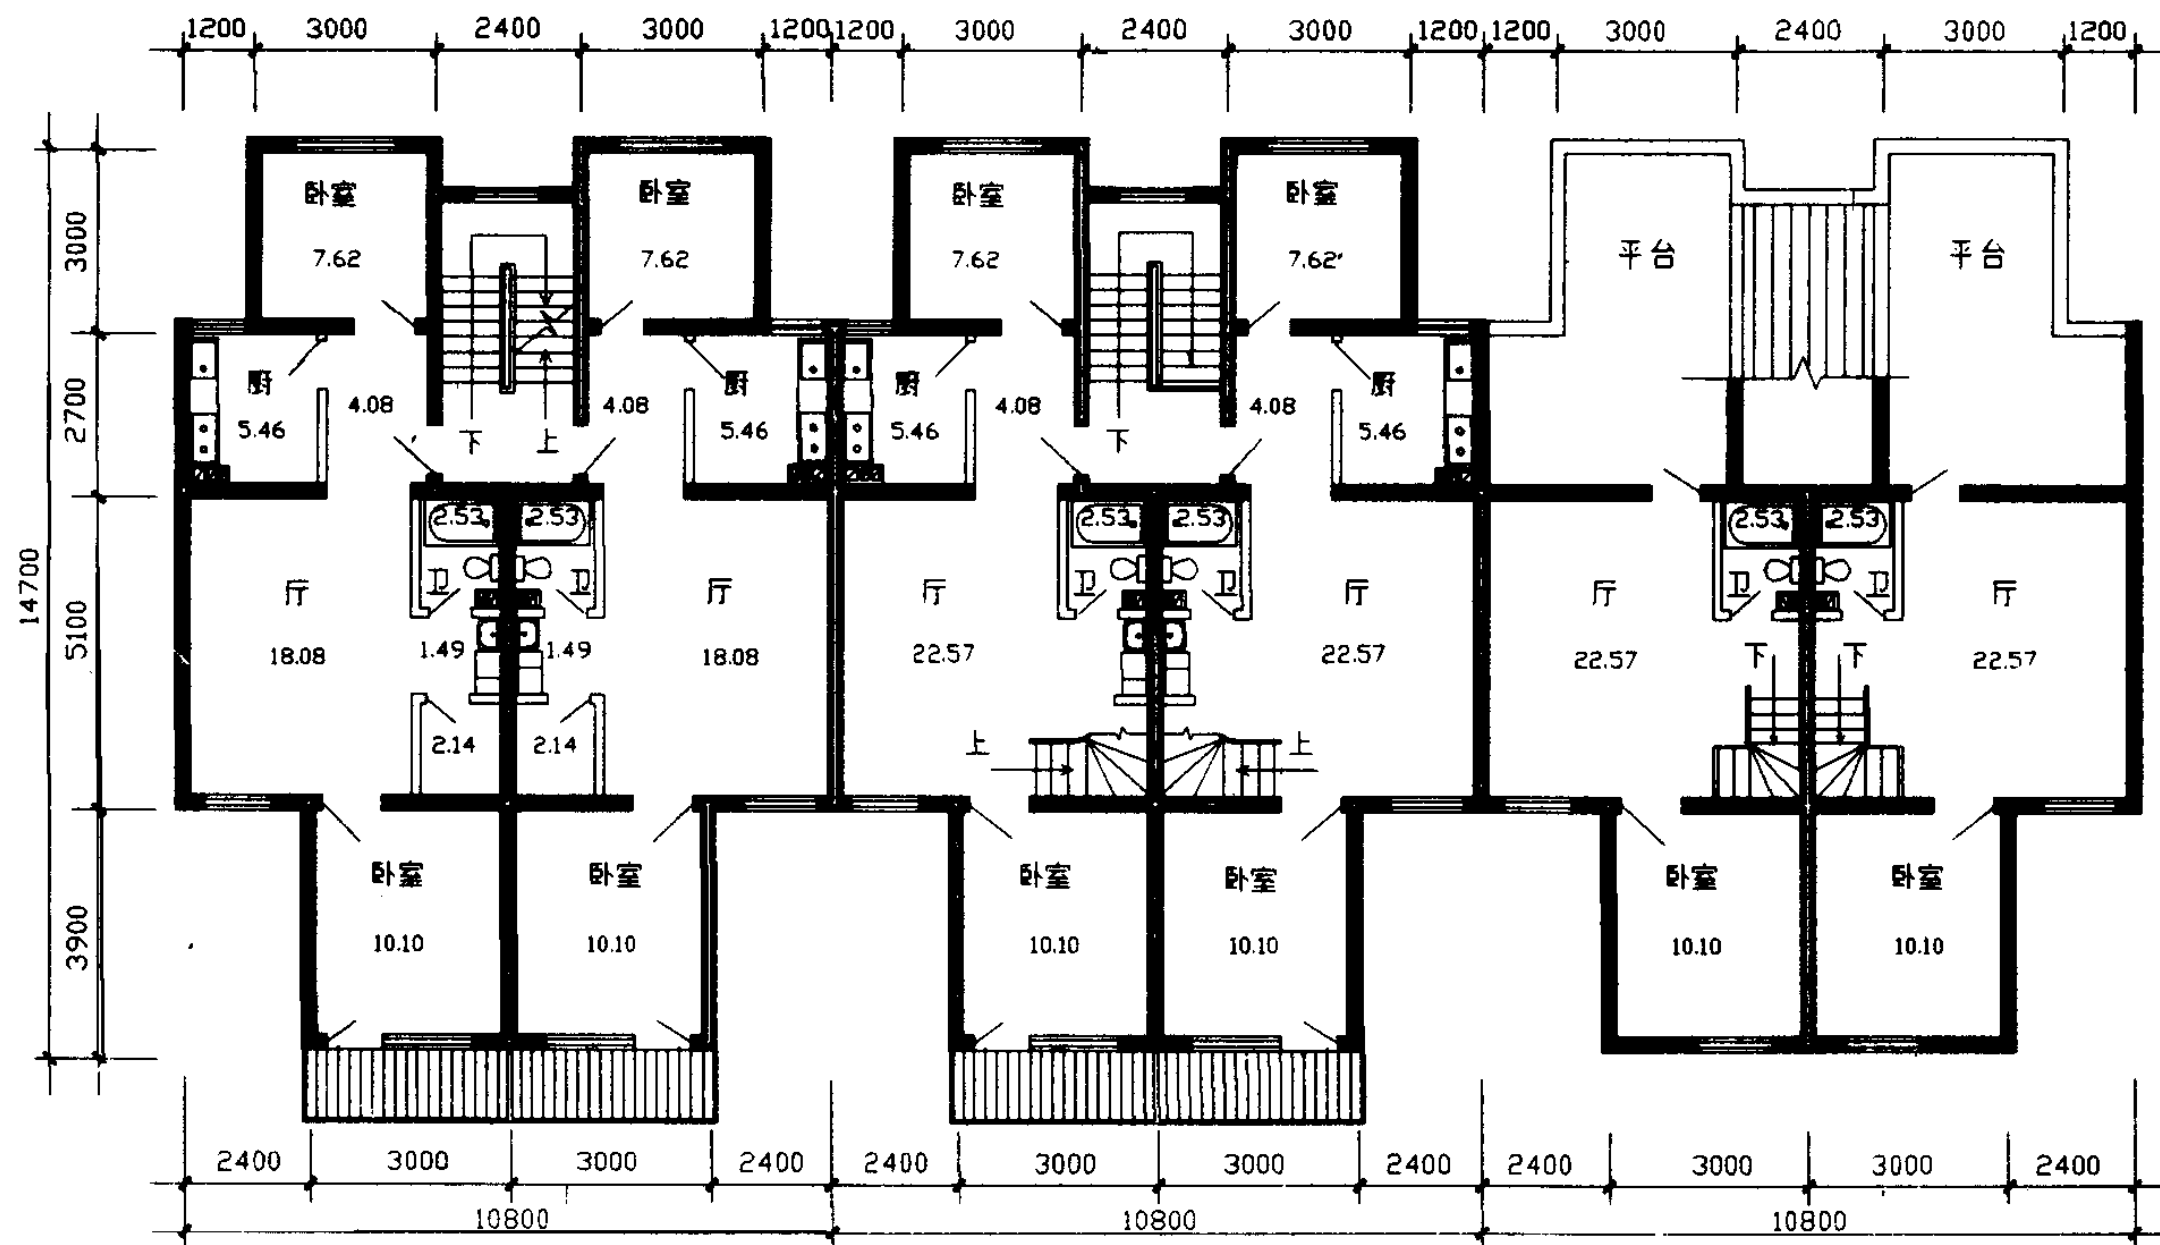 1200 3000 2400 3000 1200 1200 3000 2400 3000 1200 1200 3000 2400 3000 1200
卧室 卧室 卧室 卧室
平台 平台
7.62 7.62 7.62 7.62
3000
厨 厨 厨 厨
4.08 4.08 4.08 4.08
2700
5.46 5.46 5.46 5.46
下 上 下
2.53 2.53 2.53 2.53 2.53 2.53
卫 卫 卫 卫 卫 卫
厅 厅 厅 厅 厅 厅
14700
5100
18.08 1.49 1.49 18.08 22.57 22.57 22.57 下 下 22.57
2.14 2.14 上 上
卧室 卧室 卧室 卧室 卧室 卧室
3900
10.10 10.10 10.10 10.10 10.10 10.10
2400 3000 3000 2400 2400 3000 3000 2400 2400 3000 3000 2400
10800 10800 10800